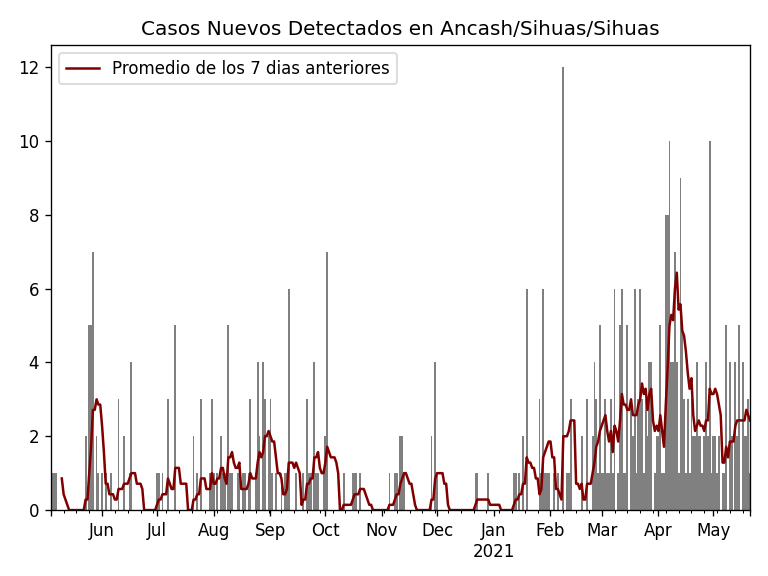 Casos Nuevos Detectados en Ancash/Sihuas/Sihuas
Promedio de los 7 dias anteriores
12
10
8
6
4
2
0
Jun Jul Aug Sep Oct Nov Dec Jan Feb Mar Apr May
2021